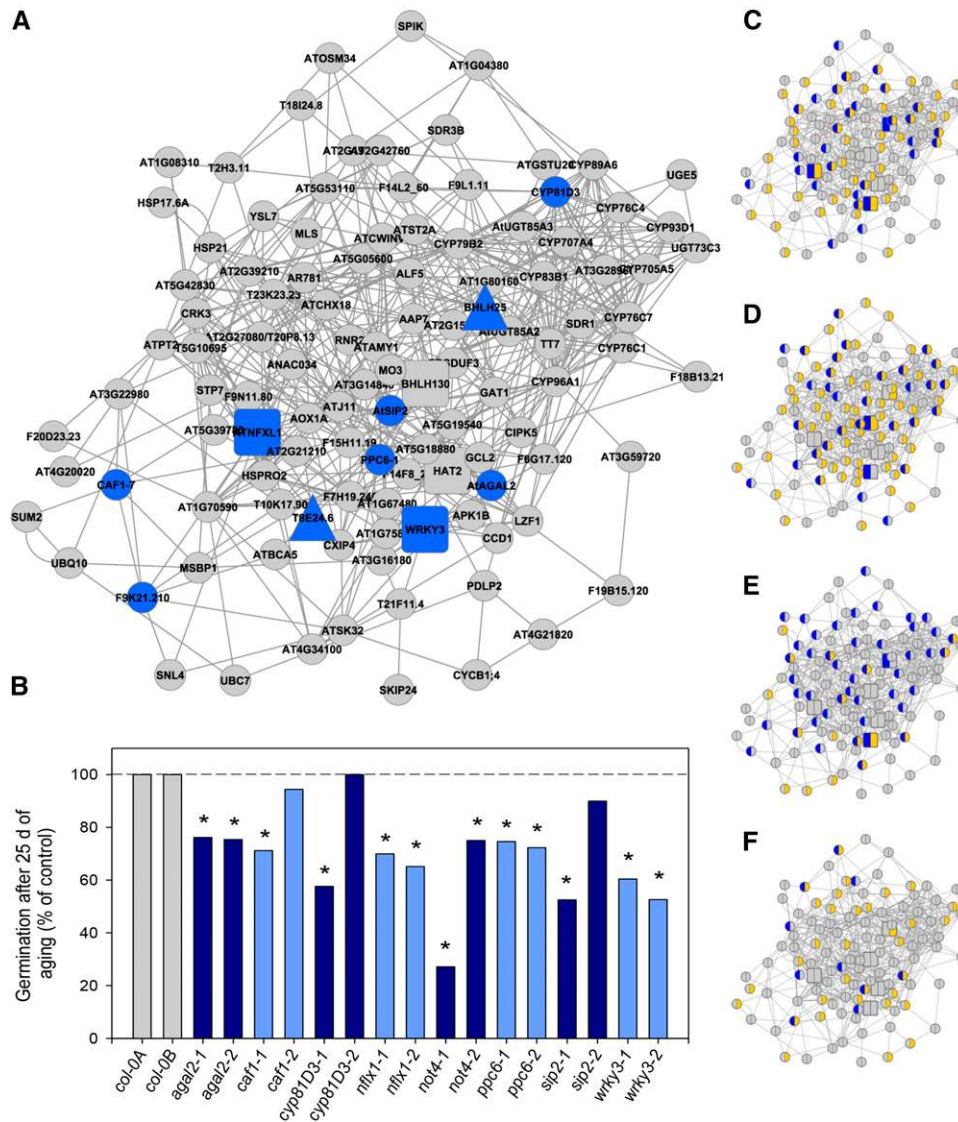 A
SPIK
ATOSM34
AT1G04380
T18I24.8
SDR3B
AT2G42760
AT1G08310
T2H3.11
ATGSTU20
CYP89A6
AT5G53110
F14L2_60
F9L1.11
CYP81D3
UGE5
HSP17.6A
YSL7
MLS
ATST2A
AtUGT85A3
CYP76C4
CYP93D1
HSP21
CYP79B2
CYP707A4
UGT73C3
AT5G05600
AT5G42830
AT2G39210
AR781
ALF5
CYP83B1
CYP705A5
T23K23.23
ATCHX18
AT1G80160
CRK3
BHLH25
AAP7
SDR1
CYP76C7
ATPT2
T5G10695
AT2G27080/T20P8.13
AtUGT85A2
TT7
ANAC034
ATAMY1
CYP76C1
MO3
BHLH130
STP7
GAT1
CYP96A1
F18B13.21
AT3G22980
F9N11.80
ATJ11
AtSIP2
AOX1A
ATNFXL1
F20D23.23
AT5G39780
F15H11.19
AT5G19540
CIPK5
AT2G21210
PPC6-1
AT5G18880
GCL2
F6G17.120
AT3G59720
AT4G20020
HSPRO2
HAT2
CAF1-7
AtAGAL2
AT1G70590
T10K17.90
AT1G67480
APK1B
LZF1
SUM2
T8E24.6
WRKY3
CCD1
CXIP4
UBQ10
MSBP1
ATBCA5
AT3G16180
PDLP2
F9K21.210
T21F11.4
F19B15.120
ATSK32
AT4G34100
AT4G21820
SNL4
UBC7
SKIP24
CYCB1;4
B
Germination after 25 d of
aging (% of control)
100
80
60
40
20
0
* * * * * * * * * * * * *
col-0A
col-0B
agal2-1
agal2-2
caf1-1
caf1-2
cyp81D3-1
cyp81D3-2
nflx1-1
nflx1-2
not4-1
not4-2
ppc6-1
ppc6-2
sip2-1
sip2-2
wrky3-1
wrky3-2
C
D
E
F